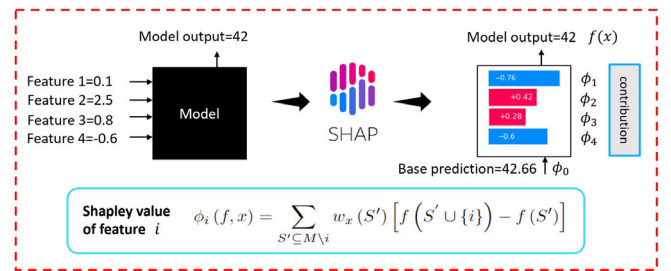 Model output=42
Model output=42 f(x)
Feature 1=0.1
Feature 2=2.5
Feature 3=0.8
Feature 4=-0.6
Model
SHAP
-0.76 ϕ₁
+0.42 ϕ₂
+0.28 ϕ₃
-0.6 ϕ₄
contribution
Base prediction=42.66 ϕ₀
Shapley value
of feature i
ϕᵢ (f, x) = ∑_{S′⊆M\i} wₓ (S′) [f (S′ ∪ {i}) − f (S′)]